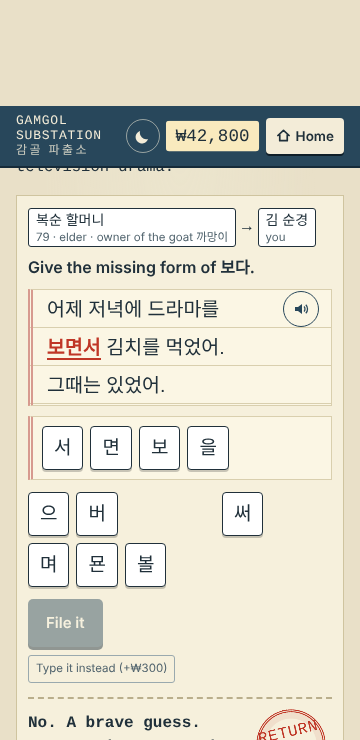 GAMGOL
SUBSTATION
감골 파출소
₩42,800
Home
television drama.
복순 할머니
79 · elder · owner of the goat 까망이
→
김 순경
you
Give the missing form of 보다.
어제 저녁에 드라마를
보면서 김치를 먹었어.
그때는 있었어.
서 면 보 을
으 버 써
며 묜 볼
File it
Type it instead (+₩300)
No. A brave guess.
RETURN